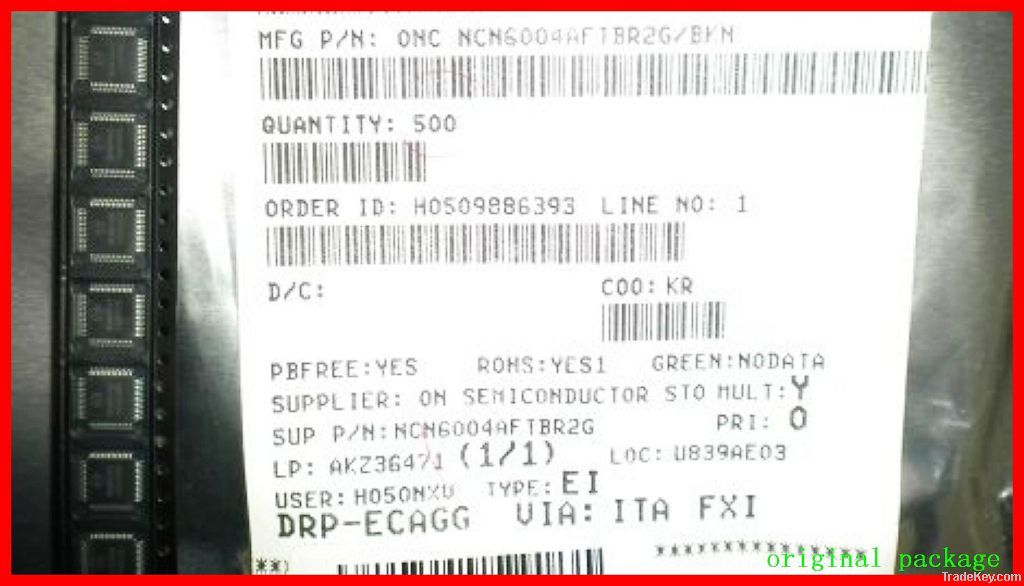 MFG P/N: ONC NCN6004AFTBR2G/BKN
QUANTITY: 500
ORDER ID: H0509886393 LINE NO: 1
D/C: COO: KR
PBFREE:YES ROHS:YES1 GREEN:NODATA
SUPPLIER: ON SEMICONDUCTOR STO MULT:Y
SUP P/N:NCN6004AFTBR2G PRI: 0
LP: AKZ36471 (1/1) LOC: U839AE03
USER: TYPE: EI
DRP-ECAGG VIA: ITA FXI
original package
TradeKey.com